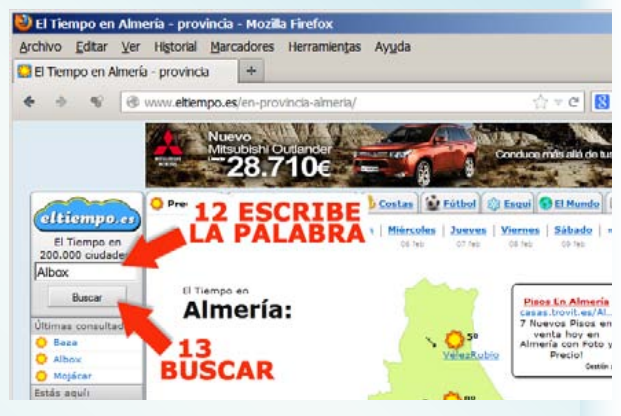 El Tiempo en Almería - provincia - Mozilla Firefox
Archivo Editar Ver Historial Marcadores Herramientas Ayuda
El Tiempo en Almería - provincia +
www.eltiempo.es/en-provincia-almeria/
Nuevo
Mitsubishi Outlander
28.710€
Conduce más allá de tu
eltiempo.es
El Tiempo en
200.000 ciudade
Albox
Buscar
Últimas consultad
Baza
Albox
Mojácar
Estás aquí:
Pre
Costas Fútbol Esquí El Mundo
12 ESCRIBE
LA PALABRA
Miércoles Jueves Viernes Sábado
06 feb 07 feb 08 feb 09 feb
El Tiempo en
Almería:
13
BUSCAR
5º
VélezRubio
Pisos En Almería
casas.trovit.es/Al...
7 Nuevos Pisos en
venta hoy en
Almería con Foto y
Precio!